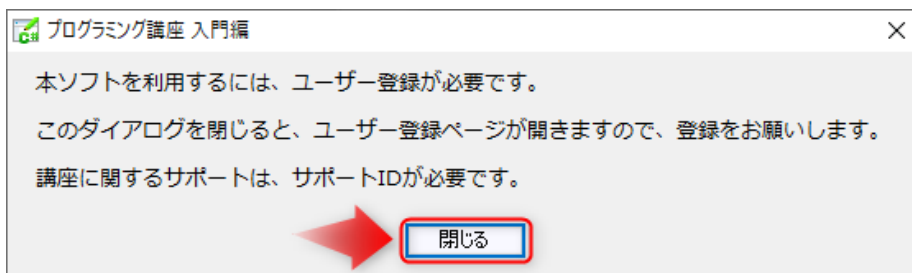 C#
プログラミング講座 入門編
本ソフトを利用するには、ユーザー登録が必要です。
このダイアログを閉じると、ユーザー登録ページが開きますので、登録をお願いします。
講座に関するサポートは、サポートIDが必要です。
閉じる